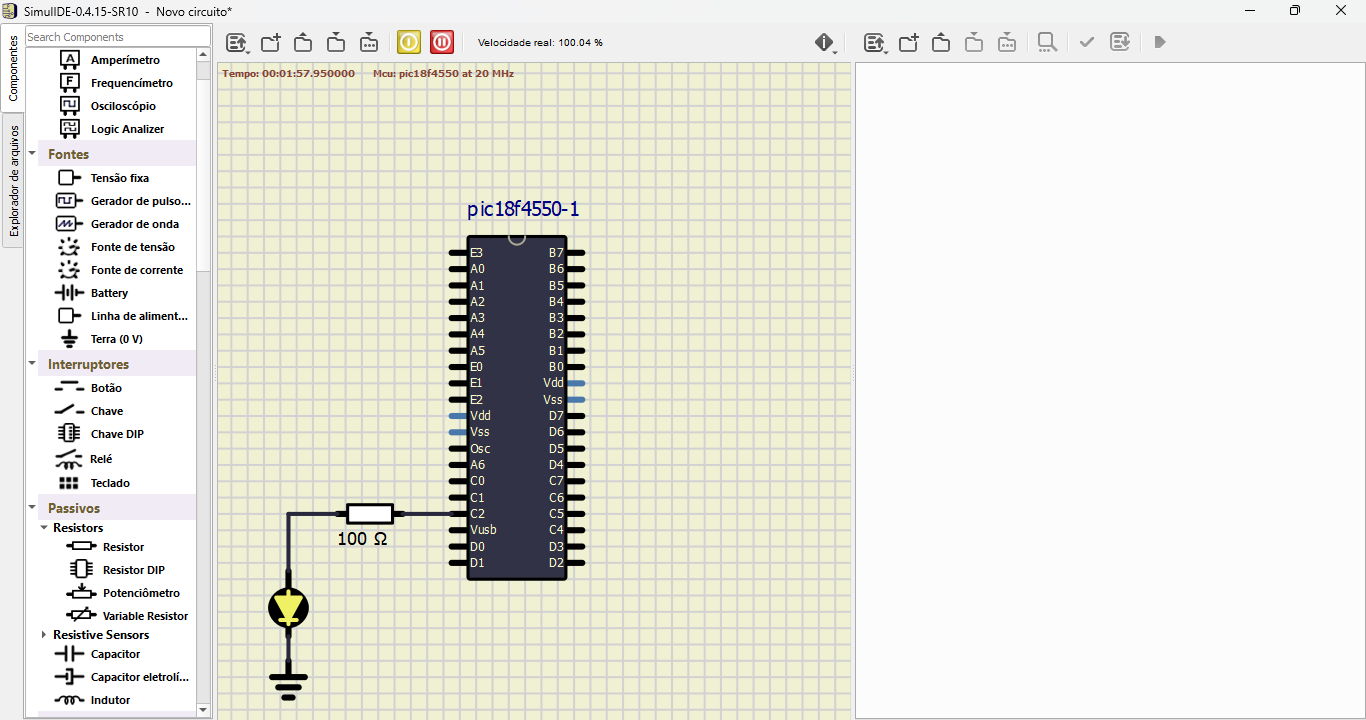 SimulIDE-0.4.15-SR10 - Novo circuito*
Componentes
Explorador de arquivos
Search Components
Amperímetro
Frequencímetro
Osciloscópio
Logic Analizer
Fontes
Tensão fixa
Gerador de pulso...
Gerador de onda
Fonte de tensão
Fonte de corrente
Battery
Linha de aliment...
Terra (0 V)
Interruptores
Botão
Chave
Chave DIP
Relé
Teclado
Passivos
Resistors
Resistor
Resistor DIP
Potenciômetro
Variable Resistor
Resistive Sensors
Capacitor
Capacitor eletrolí...
Indutor
Velocidade real: 100.04 %
Tempo: 00:01:57.950000 Mcu: pic18f4550 at 20 MHz
pic18f4550-1
E3 B7
A0 B6
A1 B5
A2 B4
A3 B3
A4 B2
A5 B1
E0 B0
E1 Vdd
E2 Vss
Vdd D7
Vss D6
Osc D5
A6 D4
C0 C7
C1 C6
C2 C5
Vusb C4
D0 D3
D1 D2
100 Ω